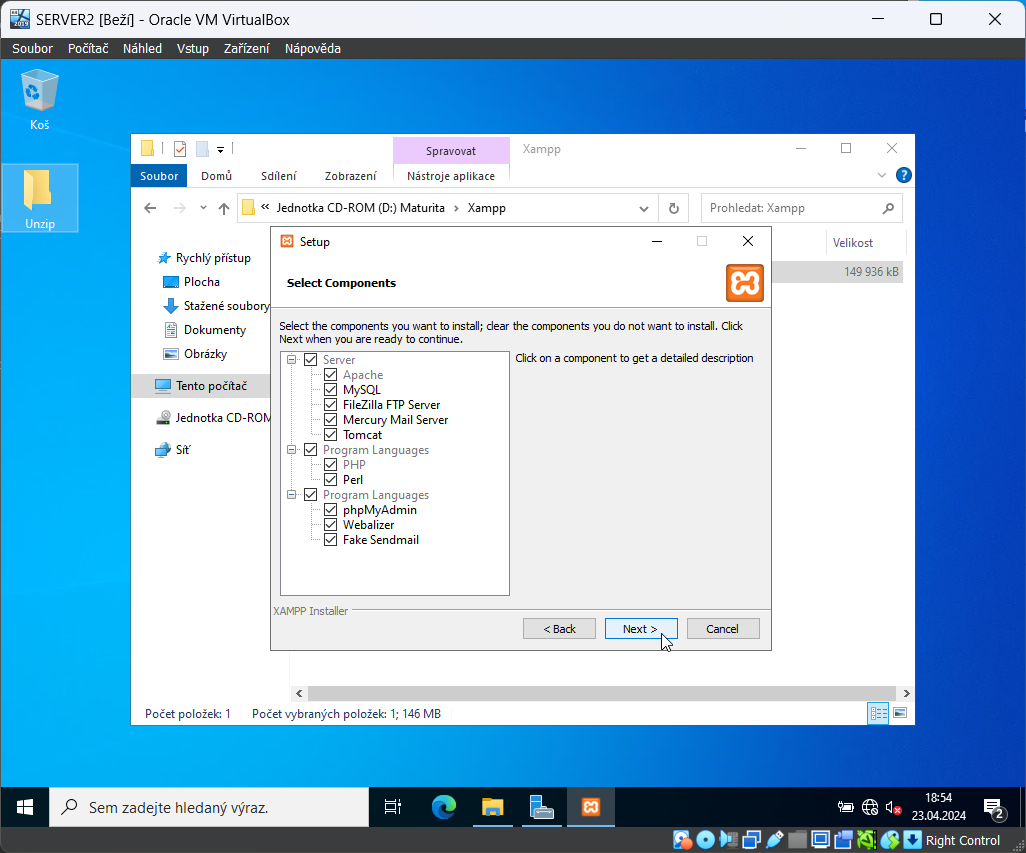 SERVER2 [Beží] - Oracle VM VirtualBox
Soubor Počítač Náhled Vstup Zařízení Nápověda
Koš
Unzip
Spravovat Xampp
Soubor Domů Sdílení Zobrazení Nástroje aplikace
« Jednotka CD-ROM (D:) Maturita > Xampp
Prohledat: Xampp
Velikost
149 936 kB
Rychlý přístup
Plocha
Stažené soubory
Dokumenty
Obrázky
Tento počítač
Jednotka CD-ROM
Síť
Setup
Select Components
Select the components you want to install; clear the components you do not want to install. Click
Next when you are ready to continue.
Server
Apache
MySQL
FileZilla FTP Server
Mercury Mail Server
Tomcat
Program Languages
PHP
Perl
Program Languages
phpMyAdmin
Webalizer
Fake Sendmail
Click on a component to get a detailed description
XAMPP Installer
< Back Next > Cancel
Počet položek: 1 Počet vybraných položek: 1; 146 MB
Sem zadejte hledaný výraz.
18:54
23.04.2024
2
Right Control